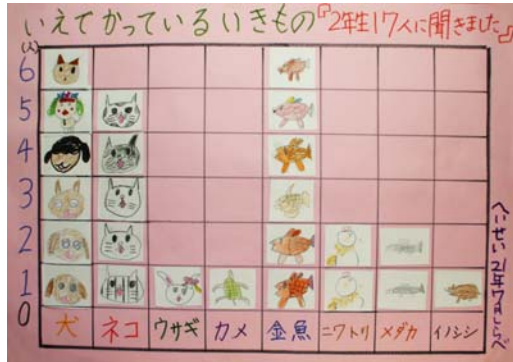 いえでかっているいきもの『2年生17人に聞きました』
(人)
6
5
4
3
2
1
0
犬 ネコ ウサギ カメ 金魚 ニワトリ メダカ イノシシ
へいせい21年7月しらべ